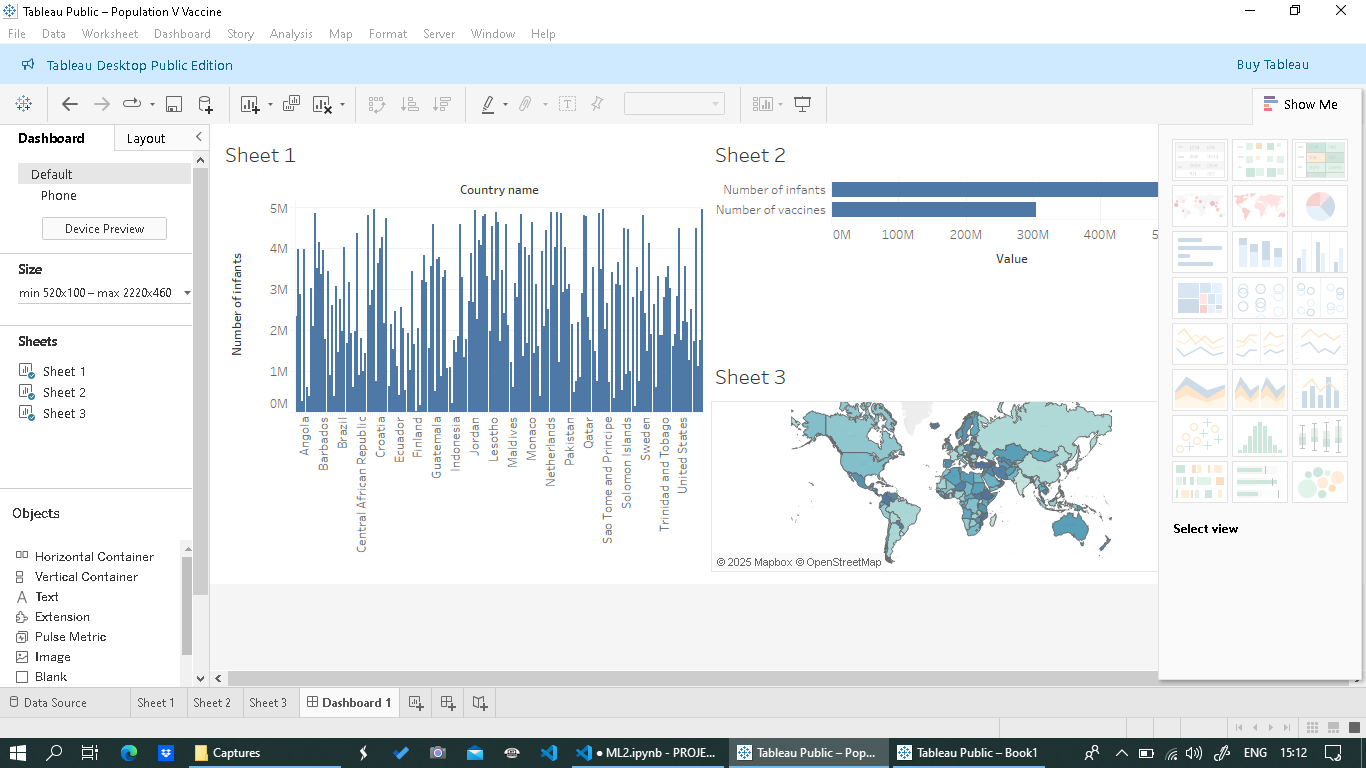 Tableau Public – Population V Vaccine
File Data Worksheet Dashboard Story Analysis Map Format Server Window Help
Tableau Desktop Public Edition
Buy Tableau
Show Me
Dashboard
Layout
Default
Phone
Device Preview
Size
min 520x100 – max 2220x460
Sheets
Sheet 1
Sheet 2
Sheet 3
Objects
Horizontal Container
Vertical Container
Text
Extension
Pulse Metric
Image
Blank
Sheet 1
Country name
Number of infants
5M
4M
3M
2M
1M
0M
Angola
Barbados
Brazil
Central African Republic
Croatia
Ecuador
Finland
Guatemala
Indonesia
Jordan
Lesotho
Maldives
Monaco
Netherlands
Pakistan
Qatar
Sao Tome and Principe
Solomon Islands
Sweden
Trinidad and Tobago
United States
Sheet 2
Number of infants
Number of vaccines
0M 100M 200M 300M 400M 5
Value
Sheet 3
© 2025 Mapbox © OpenStreetMap
Select view
Data Source Sheet 1 Sheet 2 Sheet 3 Dashboard 1
Captures
● ML2.ipynb - PROJE...
Tableau Public – Pop...
Tableau Public – Book1
ENG 15:12